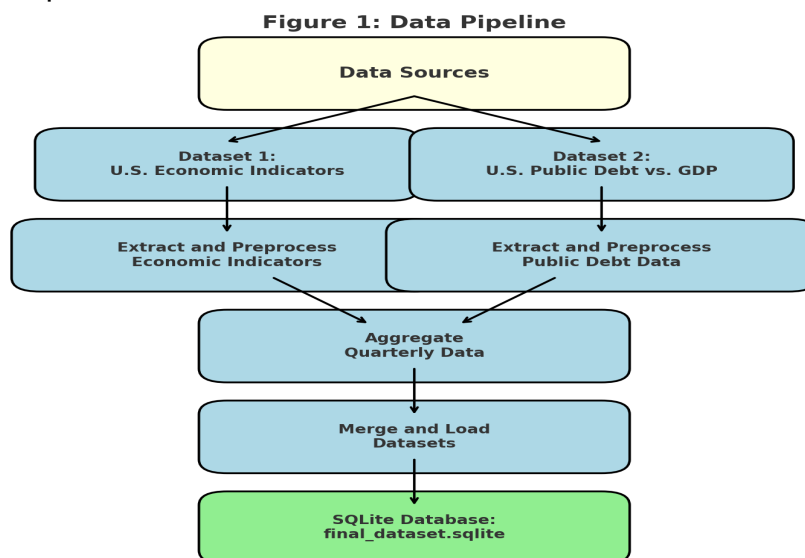 Figure 1: Data Pipeline
Data Sources
Dataset 1:
U.S. Economic Indicators
Dataset 2:
U.S. Public Debt vs. GDP
Extract and Preprocess
Economic Indicators
Extract and Preprocess
Public Debt Data
Aggregate
Quarterly Data
Merge and Load
Datasets
SQLite Database:
final_dataset.sqlite